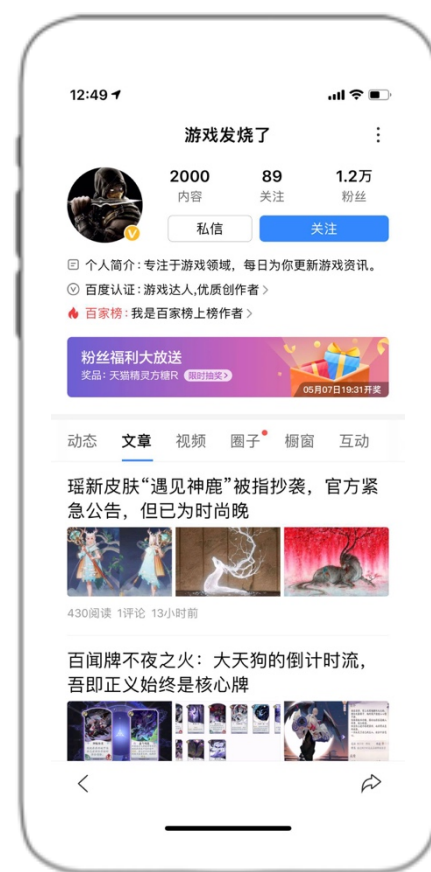 12:49
游戏发烧了
2000
89
1.2万
内容
关注
粉丝
私信
关注
个人简介:专注于游戏领域，每日为你更新游戏资讯。
百度认证:游戏达人,优质创作者
百家榜:我是百家榜上榜作者
粉丝福利大放送
奖品：天猫精灵方糖R 限时抽奖
05月07日19:31开奖
动态 文章 视频 圈子 橱窗 互动
瑶新皮肤“遇见神鹿”被指抄袭，官方紧
急公告，但已为时尚晚
430阅读 1评论 13小时前
百闻牌不夜之火：大天狗的倒计时流，
吾即正义始终是核心牌